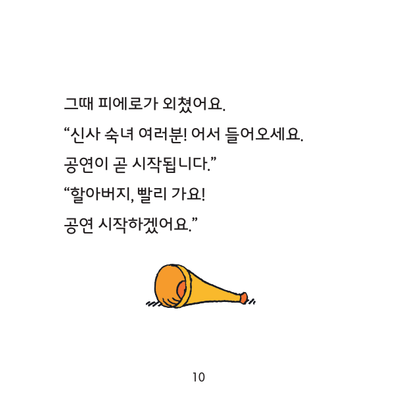 그때 피에로가 외쳤어요.
“신사 숙녀 여러분! 어서 들어오세요.
공연이 곧 시작됩니다.”
“할아버지, 빨리 가요!
공연 시작하겠어요.”
10